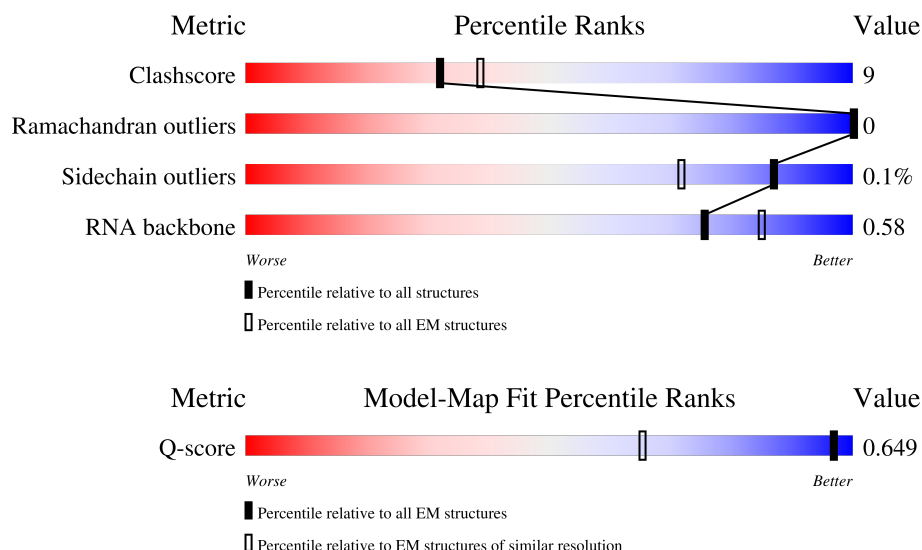 Metric Percentile Ranks Value
Clashscore 9
Ramachandran outliers 0
Sidechain outliers 0.1%
RNA backbone 0.58
Worse Better
Percentile relative to all structures
Percentile relative to all EM structures
Metric Model-Map Fit Percentile Ranks Value
Q-score 0.649
Worse Better
Percentile relative to all EM structures
Percentile relative to EM structures of similar resolution